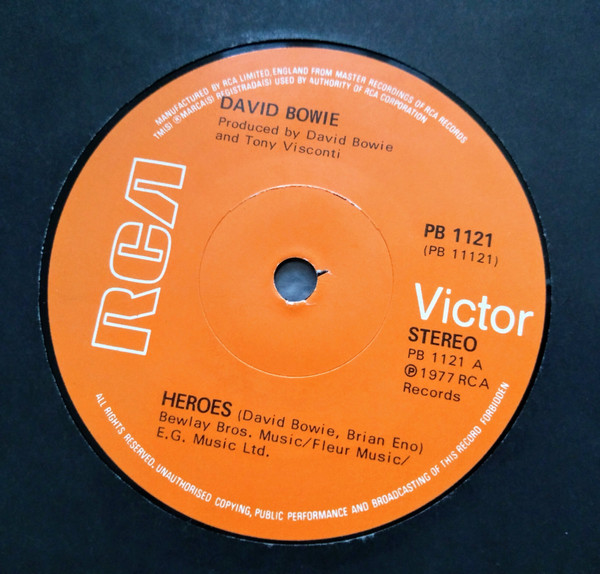 MANUFACTURED BY RCA LIMITED, ENGLAND FROM MASTER RECORDINGS OF RCA RECORDS
TM(S) ® MARCA(S) REGISTRADA(S) USED BY AUTHORITY OF RCA CORPORATION
DAVID BOWIE
Produced by David Bowie
and Tony Visconti
RCA
PB 1121
(PB 11121)
Victor
STEREO
PB 1121 A
℗ 1977 RCA
Records
HEROES (David Bowie, Brian Eno)
Bewlay Bros. Music/Fleur Music/
E.G. Music Ltd.
ALL RIGHTS RESERVED, UNAUTHORISED COPYING, PUBLIC PERFORMANCE AND BROADCASTING OF THIS RECORD FORBIDDEN